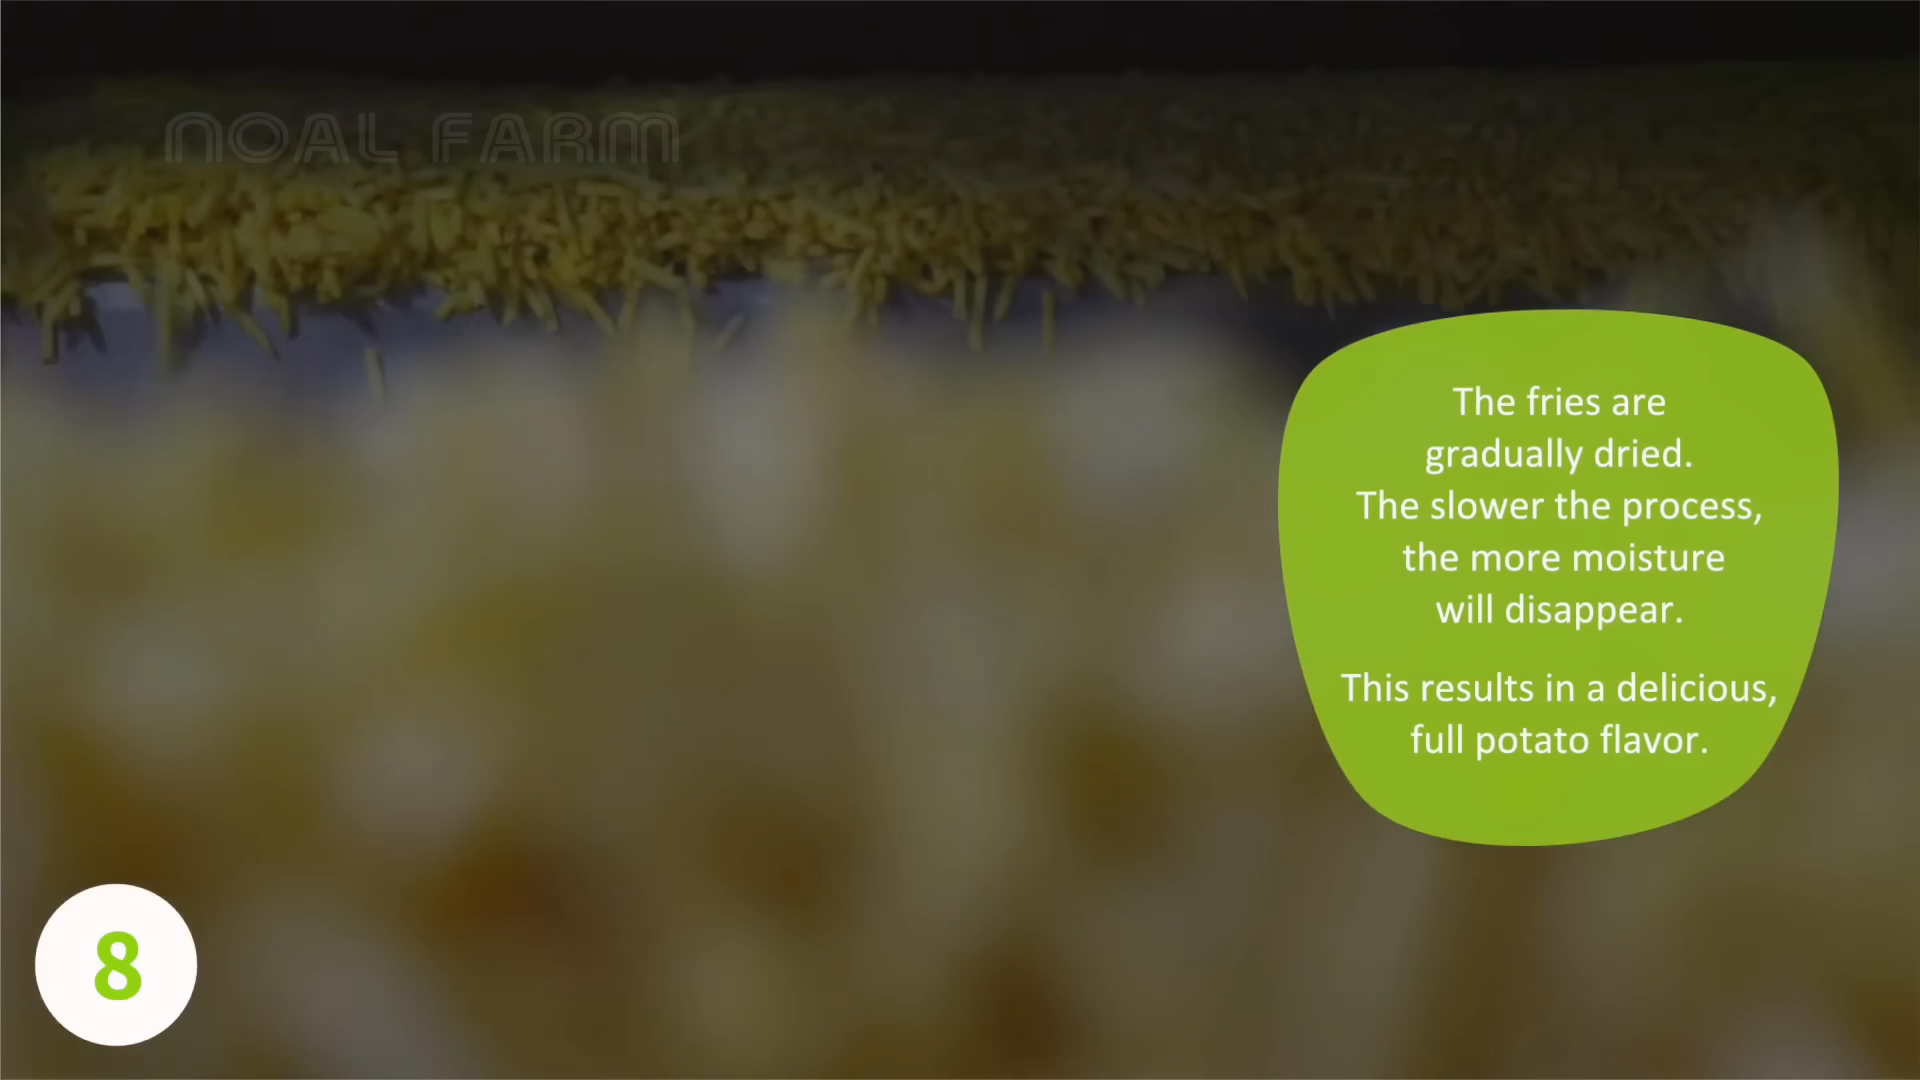 NOAL FARM
The fries are
gradually dried.
The slower the process,
the more moisture
will disappear.
This results in a delicious,
full potato flavor.
8